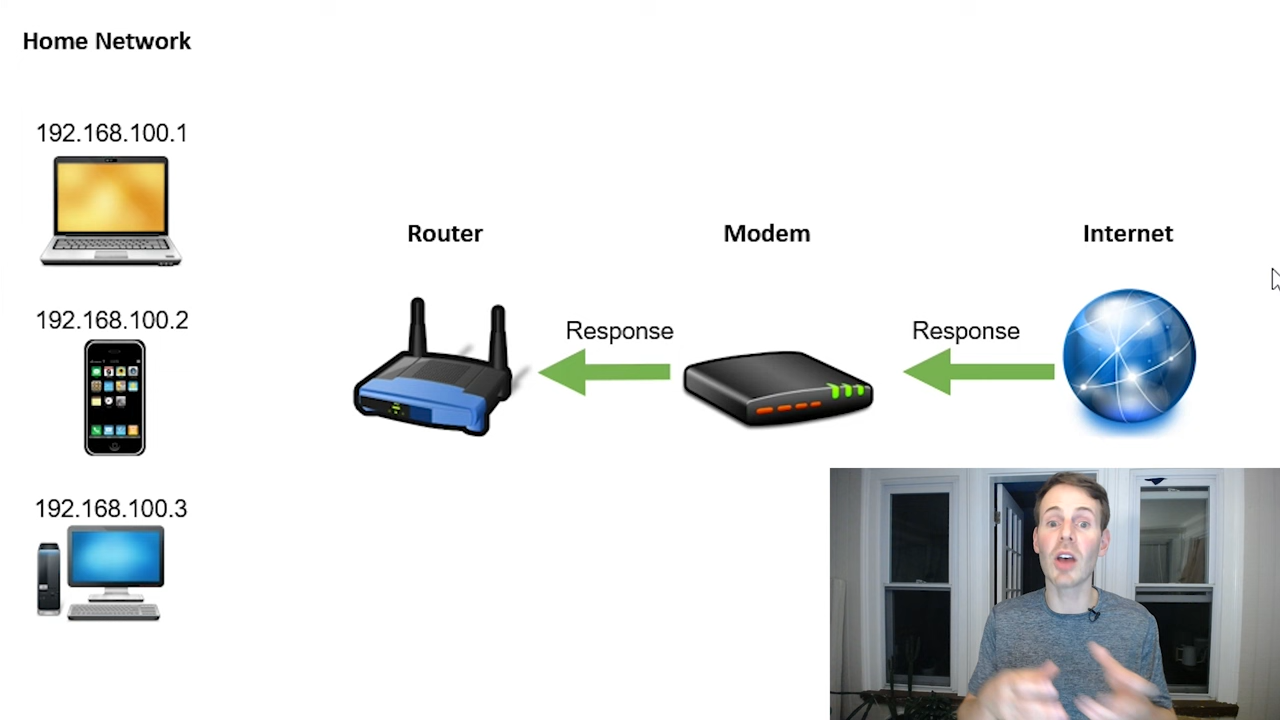 Home Network
192.168.100.1
Router
Modem
Internet
192.168.100.2
Response
Response
192.168.100.3